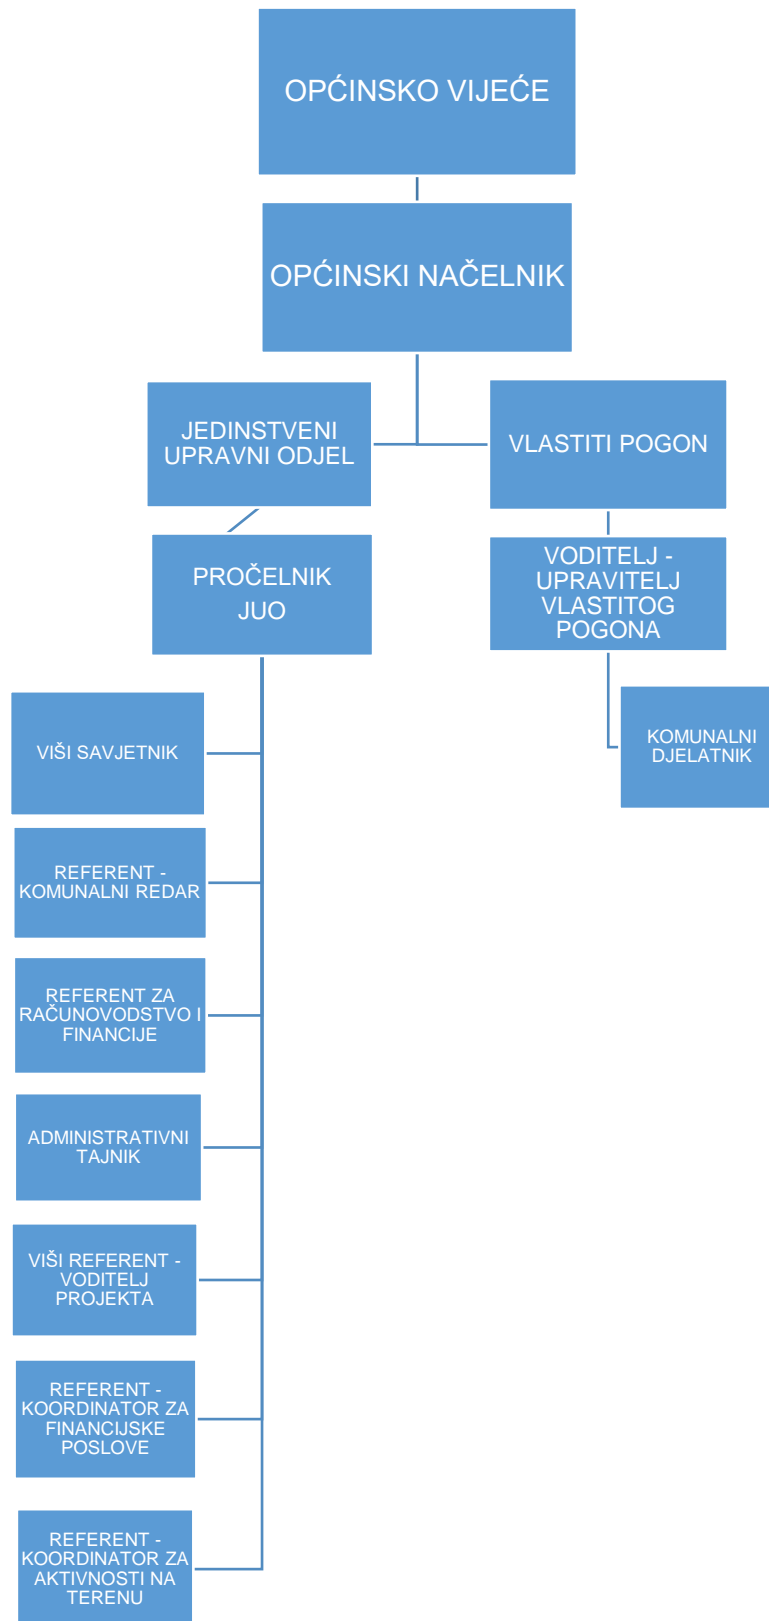 OPĆINSKO VIJEĆE
OPĆINSKI NAČELNIK
JEDINSTVENI
UPRAVNI ODJEL
VLASTITI POGON
PROČELNIK
JUO
VODITELJ -
UPRAVITELJ
VLASTITOG
POGONA
VIŠI SAVJETNIK
KOMUNALNI
DJELATNIK
REFERENT -
KOMUNALNI REDAR
REFERENT ZA
RAČUNOVODSTVO I
FINANCIJE
ADMINISTRATIVNI
TAJNIK
VIŠI REFERENT -
VODITELJ
PROJEKTA
REFERENT -
KOORDINATOR ZA
FINANCIJSKE
POSLOVE
REFERENT -
KOORDINATOR ZA
AKTIVNOSTI NA
TERENU